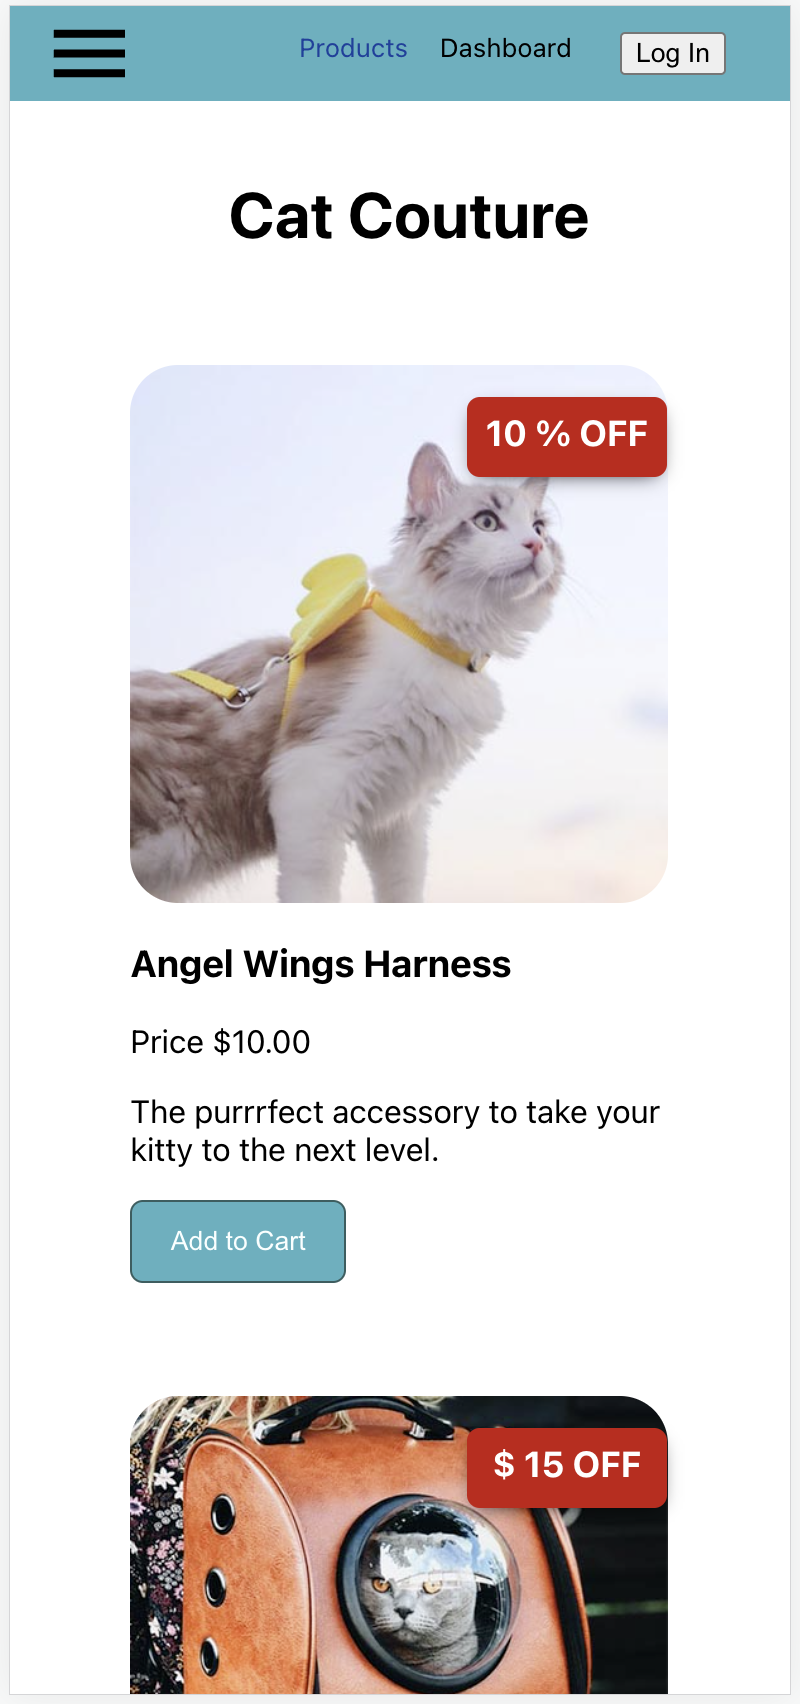 Products Dashboard Log In
Cat Couture
10 % OFF
Angel Wings Harness
Price $10.00
The purrrfect accessory to take your
kitty to the next level.
Add to Cart
$ 15 OFF